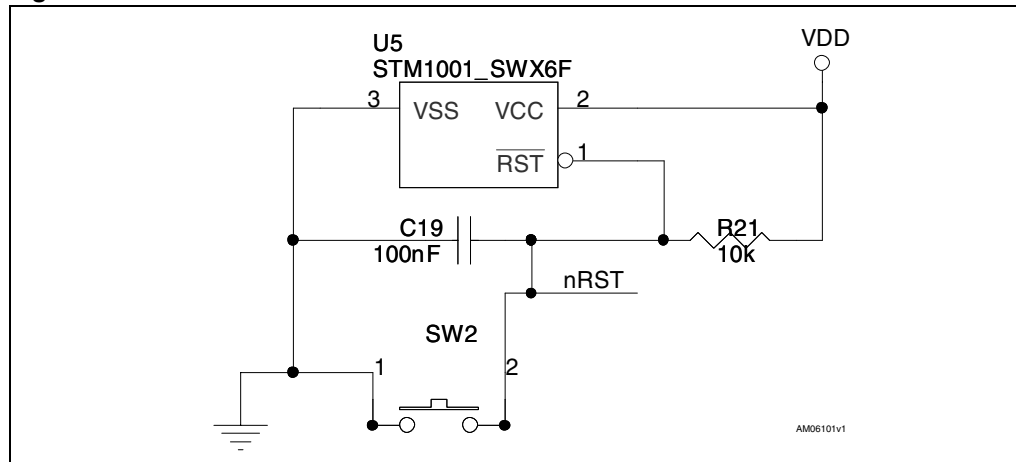 U5
STM1001_SWX6F
VDD
3
VSS
VCC
2
RST
1
C19
100nF
R21
10k
nRST
SW2
1
2
AM06101v1